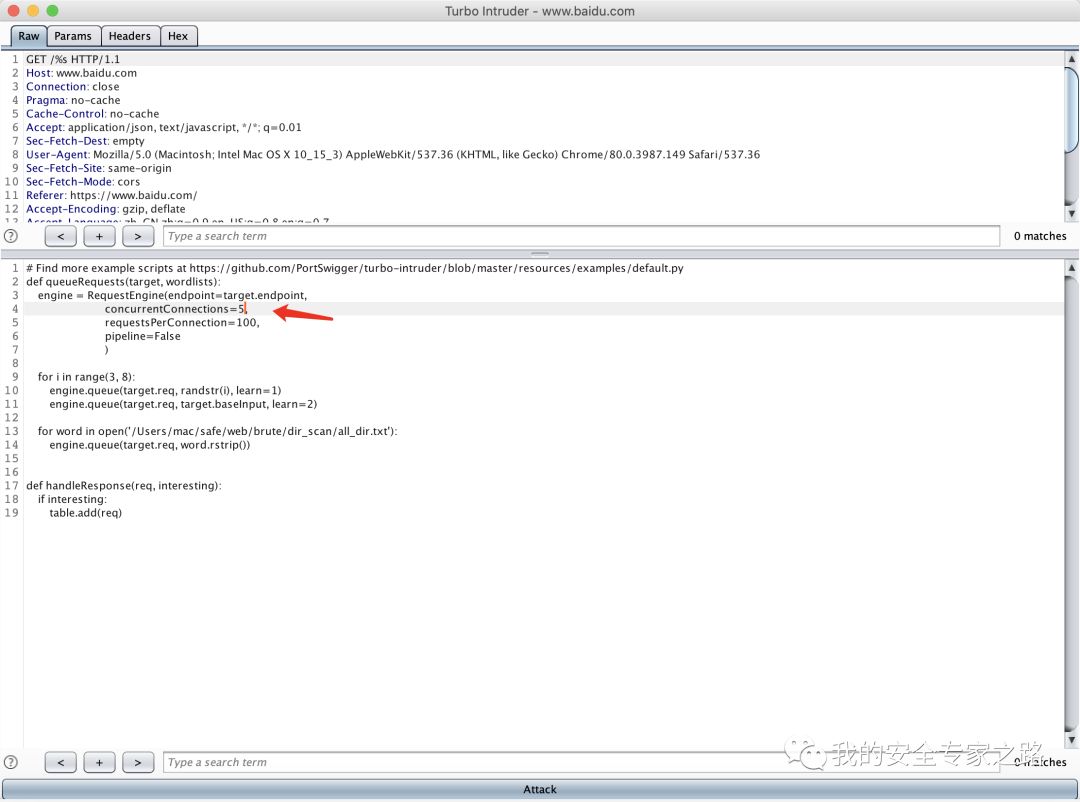 Turbo Intruder - www.baidu.com
Raw Params Headers Hex
1 GET /%s HTTP/1.1
2 Host: www.baidu.com
3 Connection: close
4 Pragma: no-cache
5 Cache-Control: no-cache
6 Accept: application/json, text/javascript, */*; q=0.01
7 Sec-Fetch-Dest: empty
8 User-Agent: Mozilla/5.0 (Macintosh; Intel Mac OS X 10_15_3) AppleWebKit/537.36 (KHTML, like Gecko) Chrome/80.0.3987.149 Safari/537.36
9 Sec-Fetch-Site: same-origin
10 Sec-Fetch-Mode: cors
11 Referer: https://www.baidu.com/
12 Accept-Encoding: gzip, deflate
? < + > Type a search term 0 matches
1 # Find more example scripts at https://github.com/PortSwigger/turbo-intruder/blob/master/resources/examples/default.py
2 def queueRequests(target, wordlists):
3 engine = RequestEngine(endpoint=target.endpoint,
4 concurrentConnections=5,
5 requestsPerConnection=100,
6 pipeline=False
7 )
8
9 for i in range(3, 8):
10 engine.queue(target.req, randstr(i), learn=1)
11 engine.queue(target.req, target.baseInput, learn=2)
12
13 for word in open('/Users/mac/safe/web/brute/dir_scan/all_dir.txt'):
14 engine.queue(target.req, word.rstrip())
15
16
17 def handleResponse(req, interesting):
18 if interesting:
19 table.add(req)
? < + > Type a search term 0 matches
我的安全专家之路
Attack